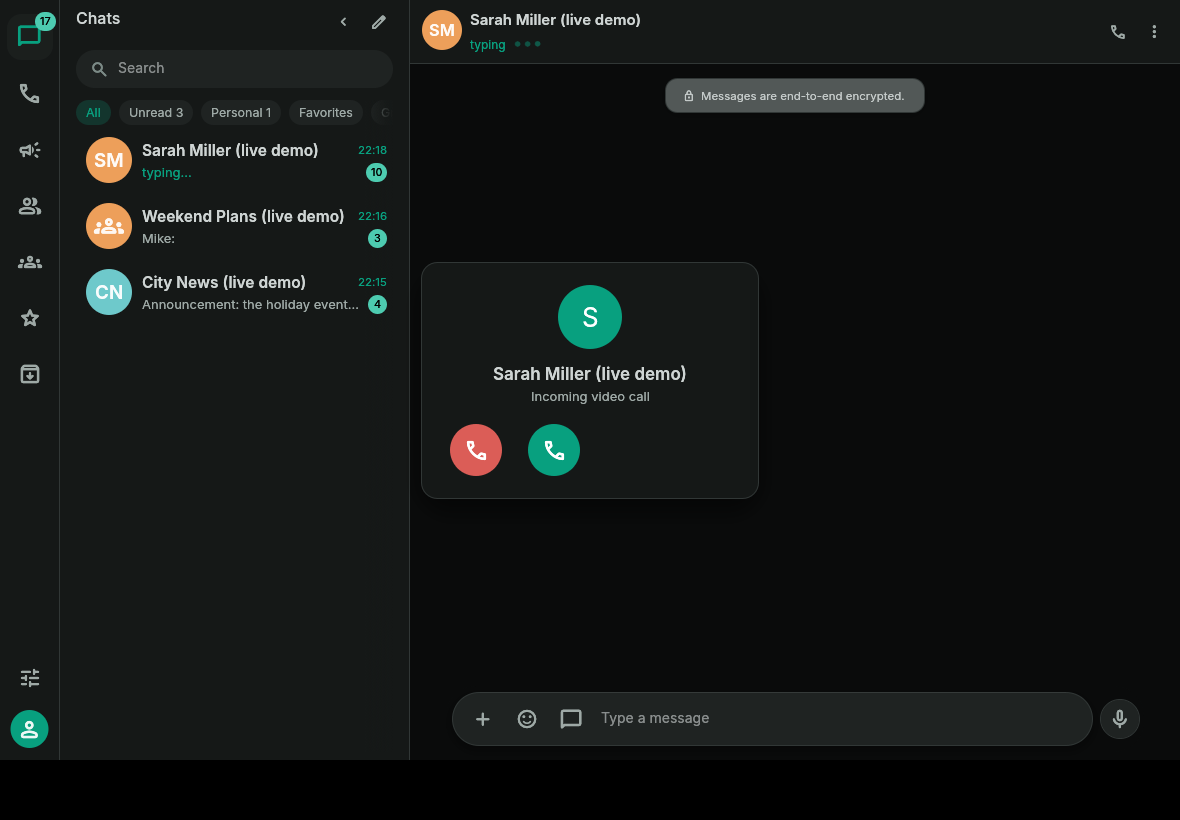 17
Chats
Search
All
Unread 3
Personal 1
Favorites
G
SM
Sarah Miller (live demo)
22:18
typing...
10
Weekend Plans (live demo)
22:16
Mike:
3
CN
City News (live demo)
22:15
Announcement: the holiday event...
4
SM
Sarah Miller (live demo)
typing
Messages are end-to-end encrypted.
S
Sarah Miller (live demo)
Incoming video call
Type a message